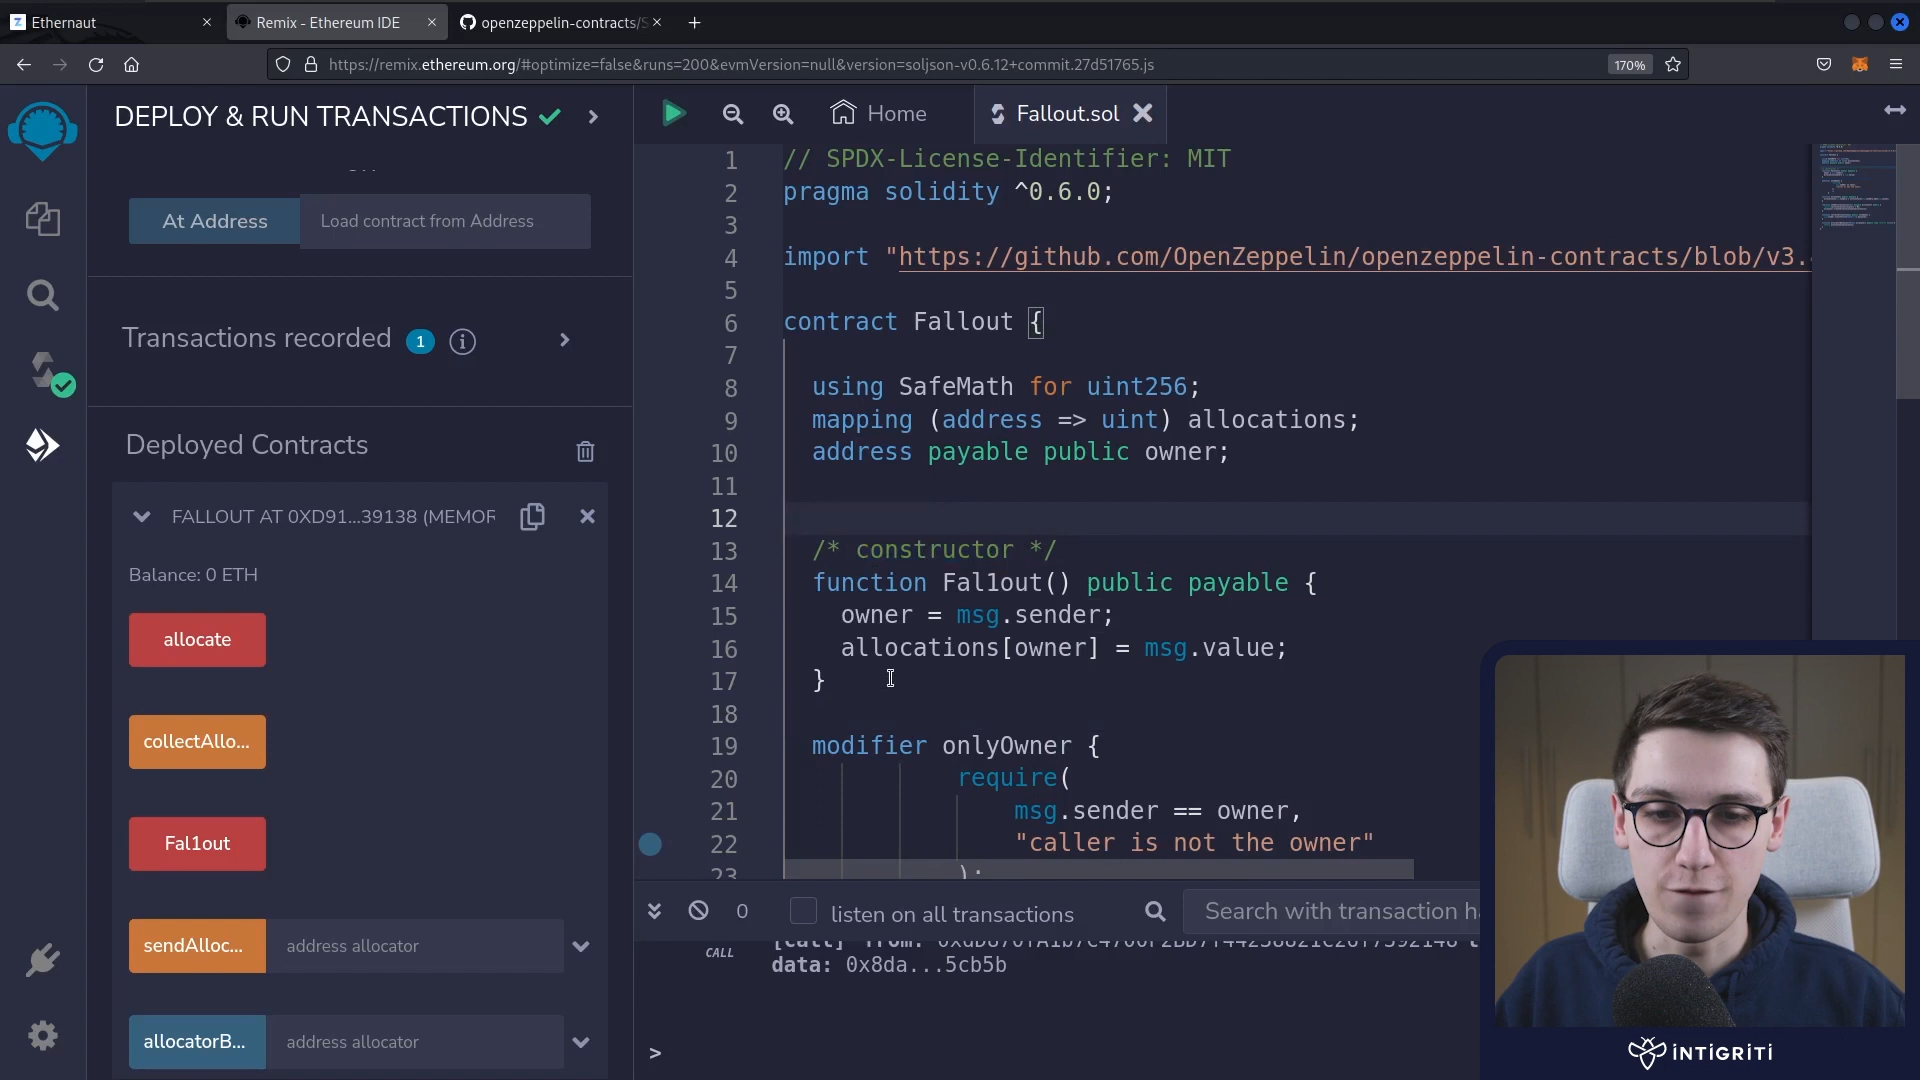 Ethernaut
Remix - Ethereum IDE
openzeppelin-contracts/S
https://remix.ethereum.org/#optimize=false&runs=200&evmVersion=null&version=soljson-v0.6.12+commit.27d51765.js
170%
DEPLOY & RUN TRANSACTIONS
At Address
Load contract from Address
Transactions recorded 1
Deployed Contracts
FALLOUT AT 0XD91...39138 (MEMOR
Balance: 0 ETH
allocate
collectAllo...
Fal1out
sendAlloc...
address allocator
allocatorB...
address allocator
Home
Fallout.sol
1 // SPDX-License-Identifier: MIT
2 pragma solidity ^0.6.0;
3
4 import "https://github.com/OpenZeppelin/openzeppelin-contracts/blob/v3.
5
6 contract Fallout {
7
8 using SafeMath for uint256;
9 mapping (address => uint) allocations;
10 address payable public owner;
11
12
13 /* constructor */
14 function Fal1out() public payable {
15 owner = msg.sender;
16 allocations[owner] = msg.value;
17 }
18
19 modifier onlyOwner {
20 require(
21 msg.sender == owner,
22 "caller is not the owner"
23 );
0
listen on all transactions
Search with transaction ha
CALL
[call] from:
data: 0x8da...5cb5b
>
INTIGRITI